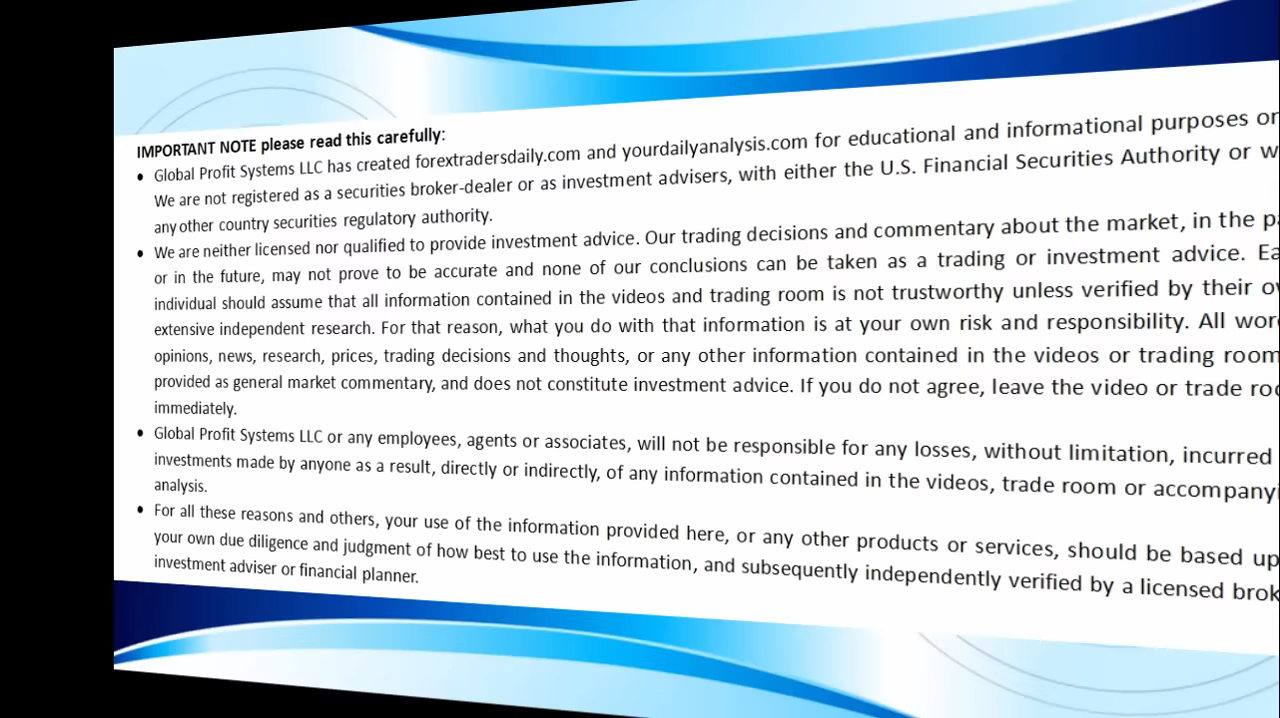 IMPORTANT NOTE please read this carefully:
• Global Profit Systems LLC has created forextradersdaily.com and yourdailyanalysis.com for educational and informational purposes
We are not registered as a securities broker-dealer or as investment advisers, with either the U.S. Financial Securities Authority or
any other country securities regulatory authority.
• We are neither licensed nor qualified to provide investment advice. Our trading decisions and commentary about the market, in the
or in the future, may not prove to be accurate and none of our conclusions can be taken as a trading or investment advice.
individual should assume that all information contained in the videos and trading room is not trustworthy unless verified by their
extensive independent research. For that reason, what you do with that information is at your own risk and responsibility. All
opinions, news, research, prices, trading decisions and thoughts, or any other information contained in the videos or trading room
provided as general market commentary, and does not constitute investment advice. If you do not agree, leave the video or trade
immediately.
• Global Profit Systems LLC or any employees, agents or associates, will not be responsible for any losses, without limitation, incurred
investments made by anyone as a result, directly or indirectly, of any information contained in the videos, trade room or
analysis.
• For all these reasons and others, your use of the information provided here, or any other products or services, should be based
your own due diligence and judgment of how best to use the information, and subsequently independently verified by a licensed
investment adviser or financial planner.